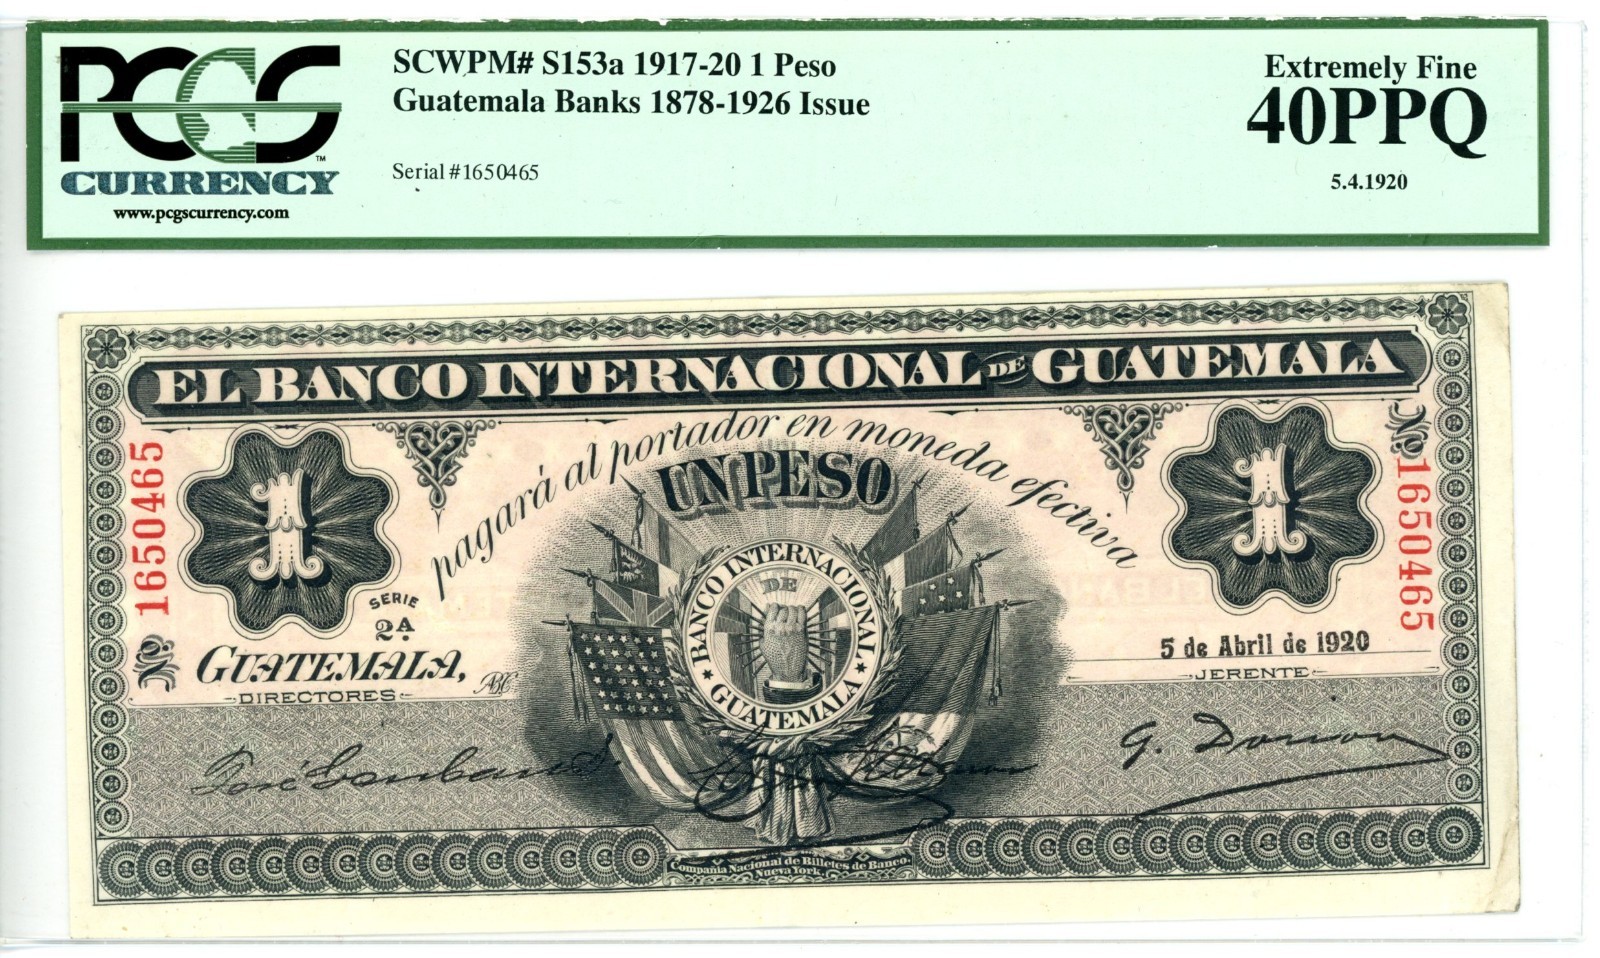 PCGS
™
CURRENCY
www.pcgscurrency.com
SCWPM# S153a 1917-20 1 Peso
Guatemala Banks 1878-1926 Issue
Serial #1650465
Extremely Fine
40PPQ
5.4.1920
EL BANCO INTERNACIONAL DE GUATEMALA
pagará al portador en moneda efectiva
UN PESO
1
1
Nº 1650465
Nº 1650465
BANCO INTERNACIONAL
DE
GUATEMALA
SERIE
2A
GUATEMALA,
5 de Abril de 1920
DIRECTORES
JERENTE
José
G.
Compañia Nacional de Billetes de Banco.
Nueva York.